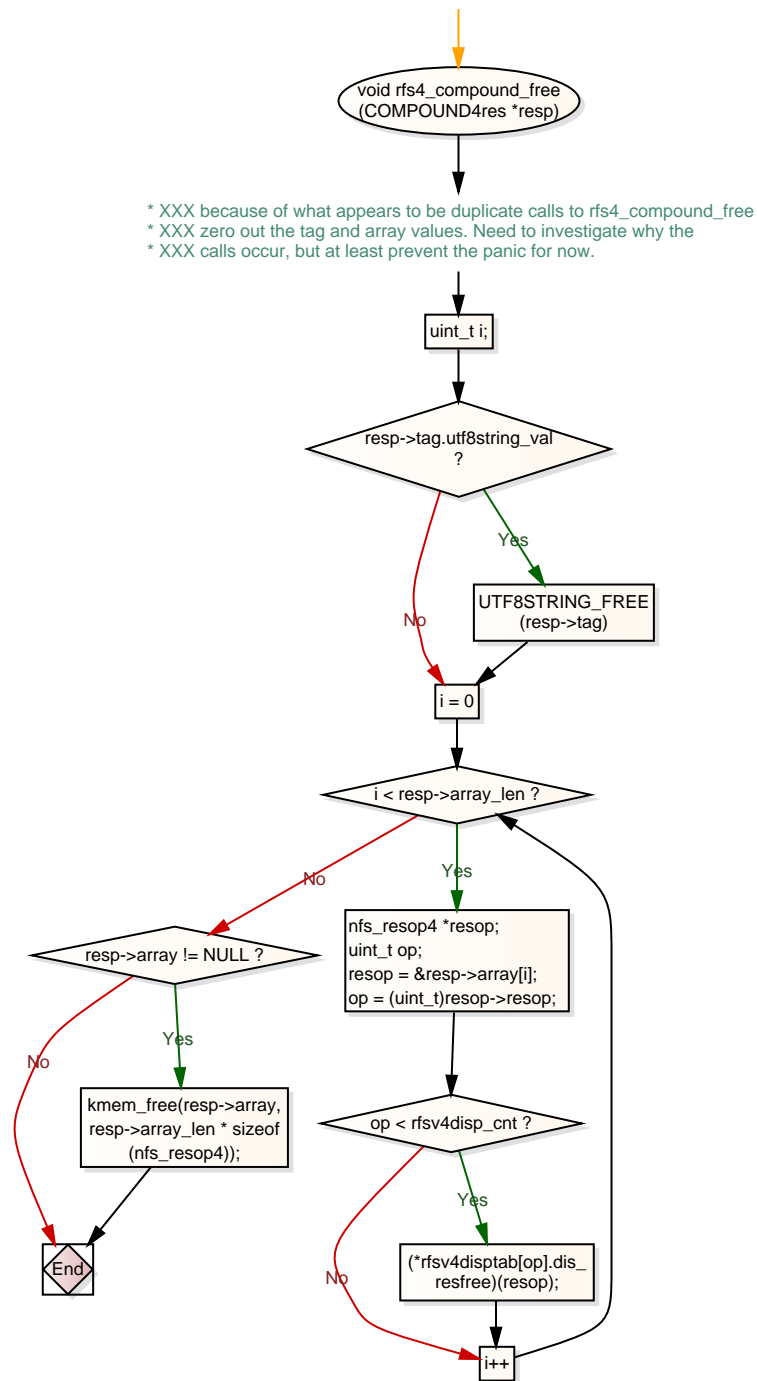 void rfs4_compound_free
(COMPOUND4res *resp)
* XXX because of what appears to be duplicate calls to rfs4_compound_free
* XXX zero out the tag and array values. Need to investigate why the
* XXX calls occur, but at least prevent the panic for now.
uint_t i;
resp->tag.utf8string_val
?
Yes
No
UTF8STRING_FREE
(resp->tag)
i = 0
i < resp->array_len ?
No
Yes
resp->array != NULL ?
nfs_resop4 *resop;
uint_t op;
resop = &resp->array[i];
op = (uint_t)resop->resop;
No
Yes
kmem_free(resp->array,
resp->array_len * sizeof
(nfs_resop4));
op < rfsv4disp_cnt ?
Yes
No
(*rfsv4disptab[op].dis_
resfree)(resop);
End
i++